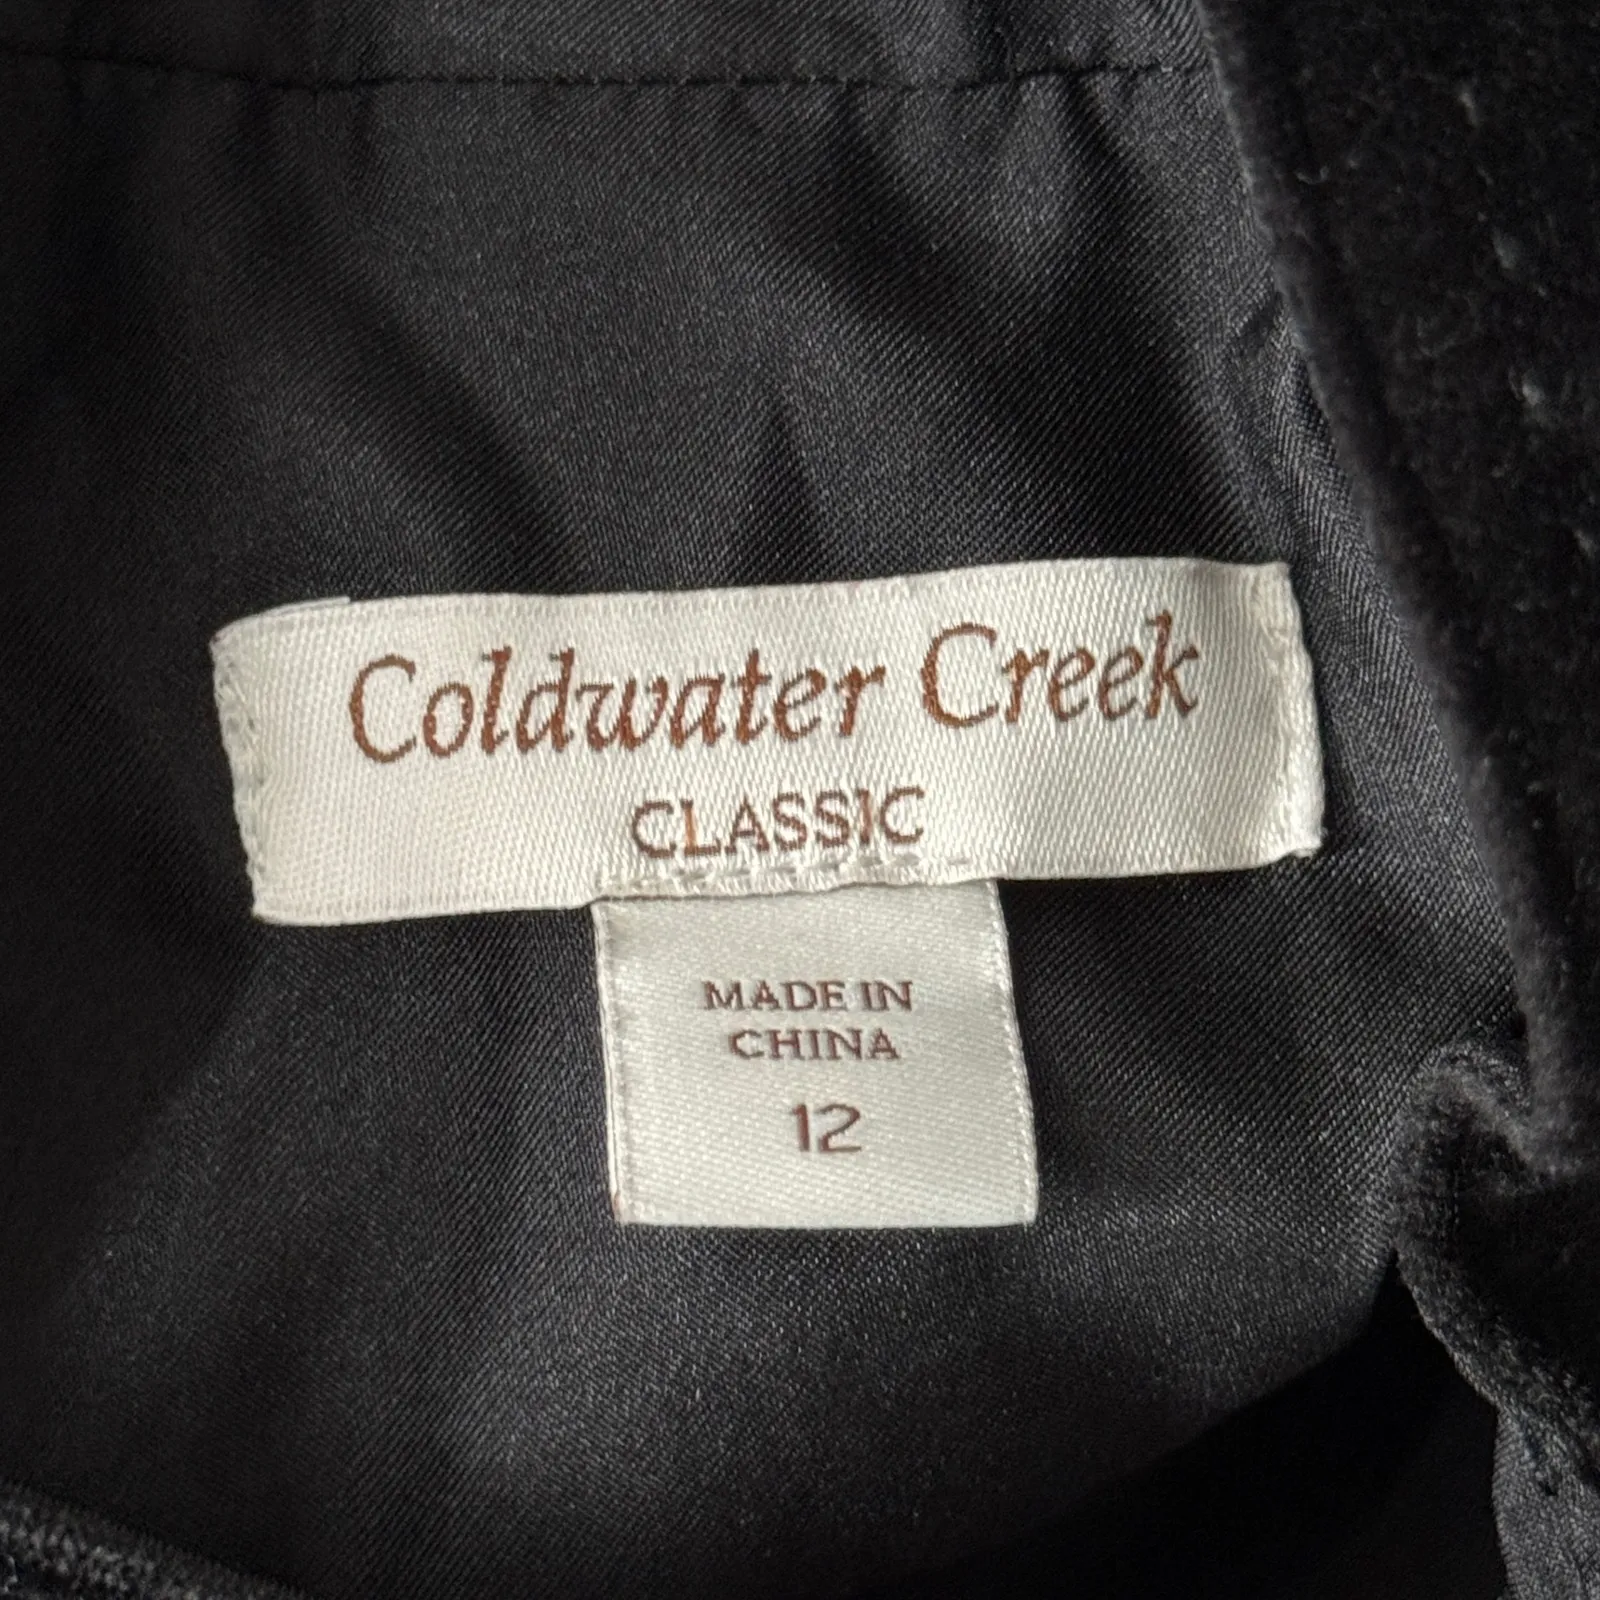 Coldwater Creek
CLASSIC
MADE IN
CHINA
12